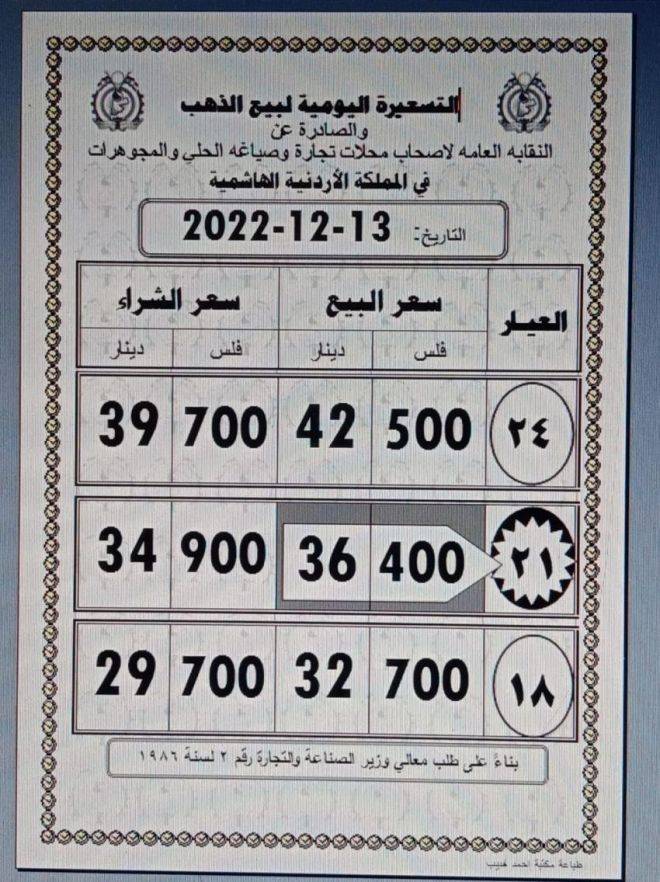 التسعيرة اليومية لبيع الذهب
والصادرة عن
النقابه العامه لاصحاب محلات تجارة وصياغه الحلي والمجوهرات
في المملكة الأردنية الهاشمية
التاريخ: 2022-12-13
العيار سعر البيع سعر الشراء
فلس دينار فلس دينار
٢٤ 500 42 700 39
٢١ 400 36 900 34
١٨ 700 32 700 29
بناءً على طلب معالي وزير الصناعة والتجارة رقم ٢ لسنة ١٩٨٦
طباعة مكتبة احمد